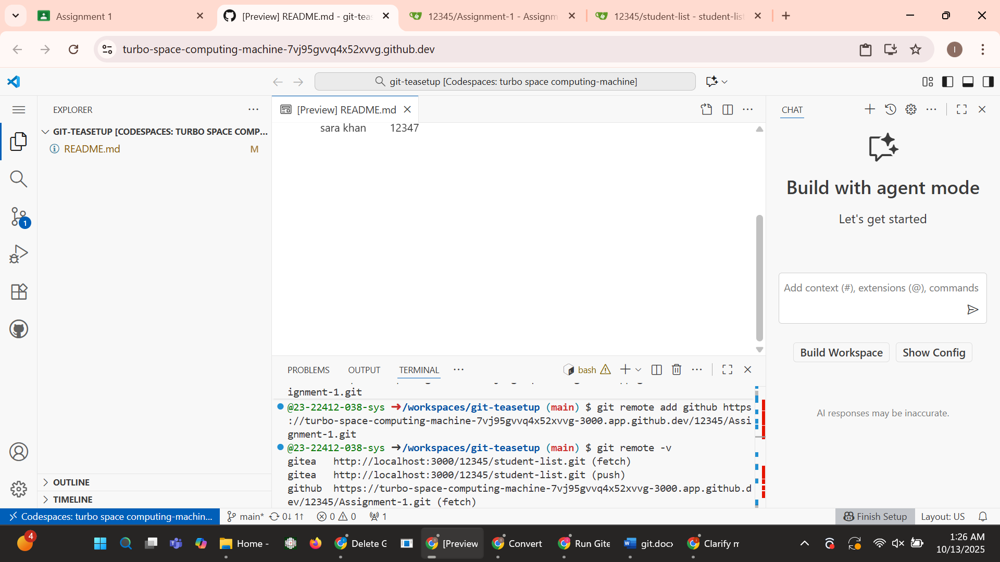 Assignment 1
[Preview] README.md - git-teas
12345/Assignment-1 - Assignm
12345/student-list - student-list
turbo-space-computing-machine-7vj95gvvq4x52xvvg.github.dev
I
git-teasetup [Codespaces: turbo space computing-machine]
EXPLORER
[Preview] README.md
CHAT
GIT-TEASETUP [CODESPACES: TURBO SPACE COMP...
README.md
M
sara khan 12347
1
Build with agent mode
Let's get started
Add context (#), extensions (@), commands
Build Workspace
Show Config
AI responses may be inaccurate.
PROBLEMS
OUTPUT
TERMINAL
bash
ignment-1.git
@23-22412-038-sys ➜/workspaces/git-teasetup (main) $ git remote add github https
://turbo-space-computing-machine-7vj95gvvq4x52xvvg-3000.app.github.dev/12345/Assi
gnment-1.git
@23-22412-038-sys ➜/workspaces/git-teasetup (main) $ git remote -v
gitea http://localhost:3000/12345/student-list.git (fetch)
gitea http://localhost:3000/12345/student-list.git (push)
github https://turbo-space-computing-machine-7vj95gvvq4x52xvvg-3000.app.github.d
ev/12345/Assignment-1.git (fetch)
OUTLINE
TIMELINE
Codespaces: turbo space computing-machin...
main*
0↓ 1↑
0
0
1
Finish Setup
Layout: US
4
Home -
Delete G
[Preview
Convert
Run Gite
git.docx
Clarify m
1:26 AM
10/13/2025